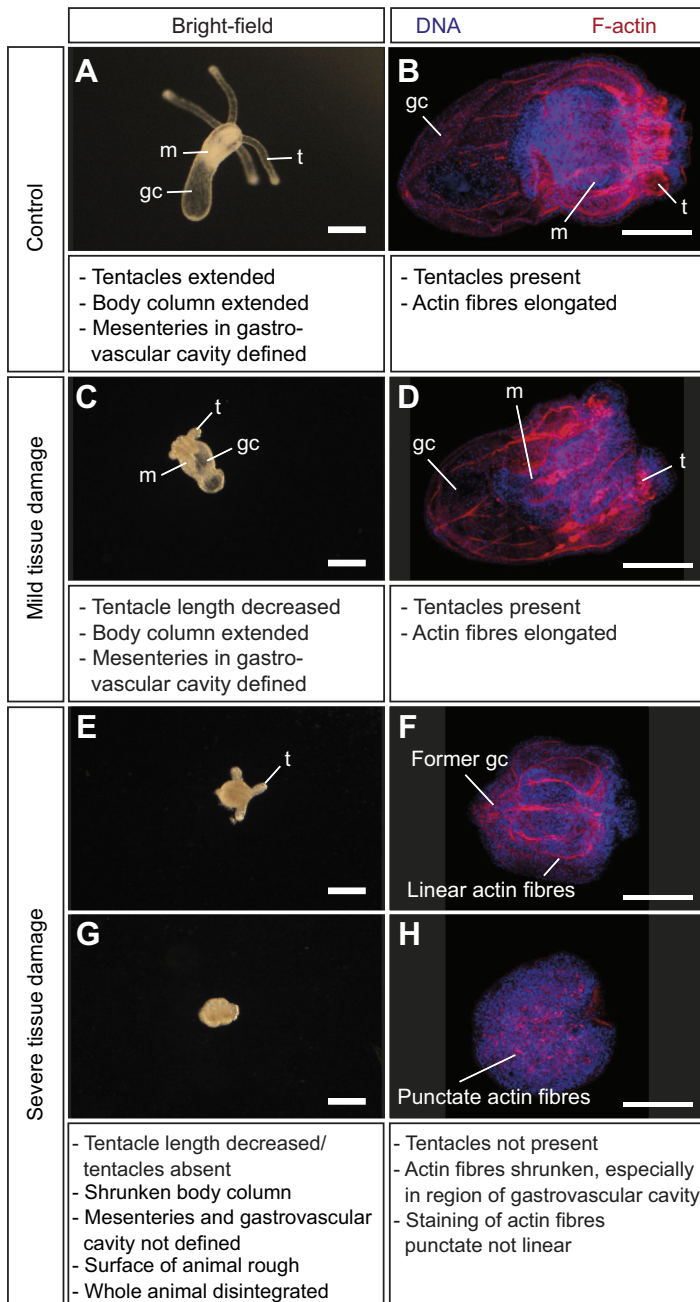 Bright-field
DNA
F-actin
Control
A
m
t
gc
B
gc
m
t
- Tentacles extended
- Body column extended
- Mesenteries in gastro-
vascular cavity defined
- Tentacles present
- Actin fibres elongated
Mild tissue damage
C
t
gc
m
D
m
gc
t
- Tentacle length decreased
- Body column extended
- Mesenteries in gastro-
vascular cavity defined
- Tentacles present
- Actin fibres elongated
Severe tissue damage
E
t
F
Former gc
Linear actin fibres
G
H
Punctate actin fibres
- Tentacle length decreased/
tentacles absent
- Shrunken body column
- Mesenteries and gastrovascular
cavity not defined
- Surface of animal rough
- Whole animal disintegrated
- Tentacles not present
- Actin fibres shrunken, especially
in region of gastrovascular cavity
- Staining of actin fibres
punctate not linear